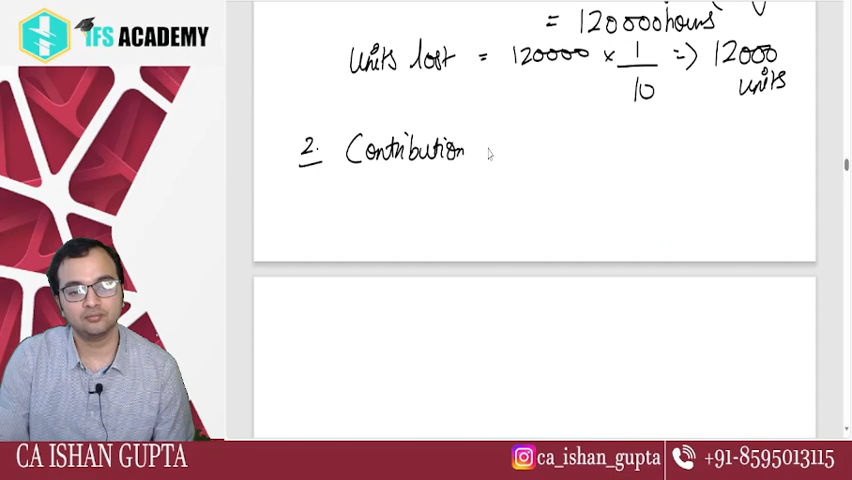 IFS ACADEMY
= 120000 hours
Units lost = 120000 × 1/10 => 12000 units
2. Contribution
CA ISHAN GUPTA
ca_ishan_gupta
+91-8595013115